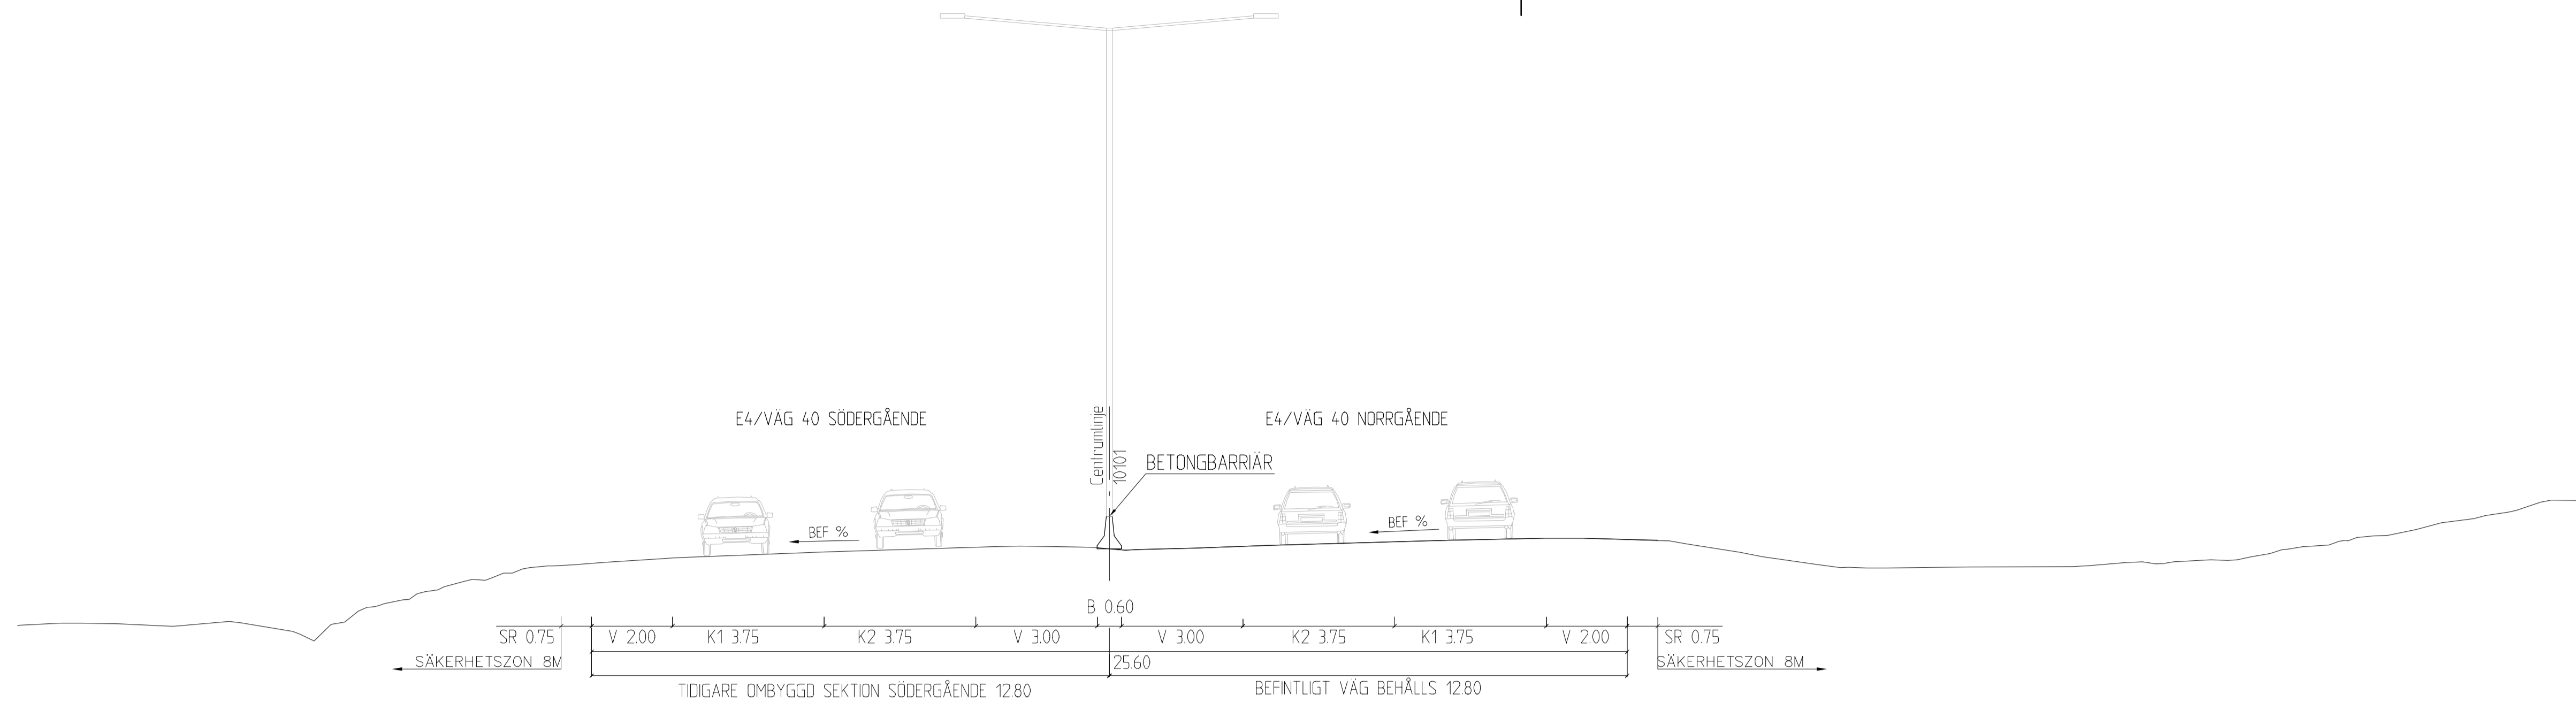 E4/VÄG 40 SÖDERGÅENDE
E4/VÄG 40 NORRGÅENDE
Centrumlinje
10101
BETONGBARRIÄR
BEF %
BEF %
B 0.60
SR 0.75
V 2.00
K1 3.75
K2 3.75
V 3.00
V 3.00
K2 3.75
K1 3.75
V 2.00
SR 0.75
SÄKERHETSZON 8M
25.60
SÄKERHETSZON 8M
TIDIGARE OMBYGGD SEKTION SÖDERGÅENDE 12.80
BEFINTLIGT VÄG BEHÅLLS 12.80